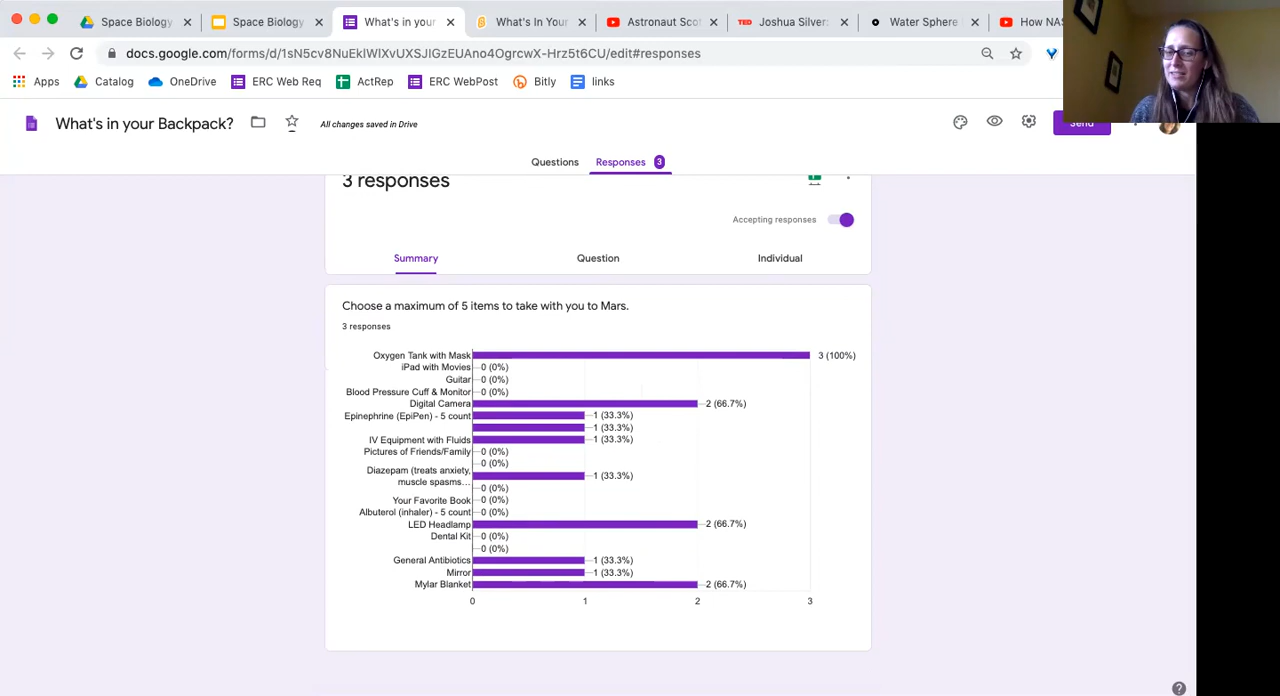 Space Biology
Space Biology
What's in your
What's In Your
Astronaut Sco
TED
Joshua Silvers
Water Sphere
How NAS
docs.google.com/forms/d/1sN5cv8NuEklWIXvUXSJIGzEUAno4OgrcwX-Hrz5t6CU/edit#responses
Apps
Catalog
OneDrive
ERC Web Req
ActRep
ERC WebPost
Bitly
links
What's in your Backpack?
All changes saved in Drive
Send
Questions
Responses 3
3 responses
Accepting responses
Summary
Question
Individual
Choose a maximum of 5 items to take with you to Mars.
3 responses
Oxygen Tank with Mask 3 (100%)
iPad with Movies 0 (0%)
Guitar 0 (0%)
Blood Pressure Cuff & Monitor 0 (0%)
Digital Camera 2 (66.7%)
Epinephrine (EpiPen) - 5 count 1 (33.3%)
1 (33.3%)
IV Equipment with Fluids 1 (33.3%)
Pictures of Friends/Family 0 (0%)
0 (0%)
Diazepam (treats anxiety,
muscle spasms… 1 (33.3%)
0 (0%)
Your Favorite Book 0 (0%)
Albuterol (inhaler) - 5 count 0 (0%)
LED Headlamp 2 (66.7%)
Dental Kit 0 (0%)
0 (0%)
General Antibiotics 1 (33.3%)
Mirror 1 (33.3%)
Mylar Blanket 2 (66.7%)
0 1 2 3